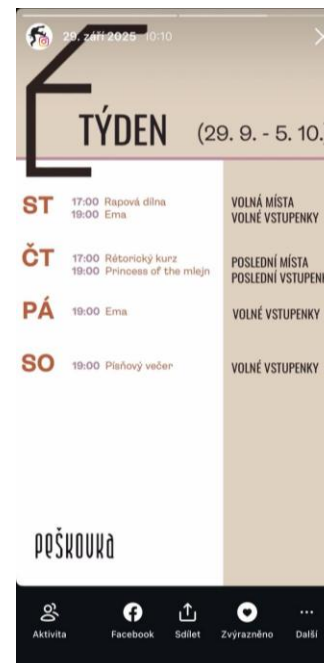 29. září 2025 10:10
TÝDEN (29. 9. - 5. 10.)
ST 17:00 Rapová dílna VOLNÁ MÍSTA
19:00 Ema VOLNÉ VSTUPENKY
ČT 17:00 Rétorický kurz POSLEDNÍ MÍSTA
19:00 Princess of the mlejn POSLEDNÍ VSTUPENK
PÁ 19:00 Ema VOLNÉ VSTUPENKY
SO 19:00 Písňový večer VOLNÉ VSTUPENKY
PEŠKOVKA
Aktivita Facebook Sdílet Zvýrazněno Další